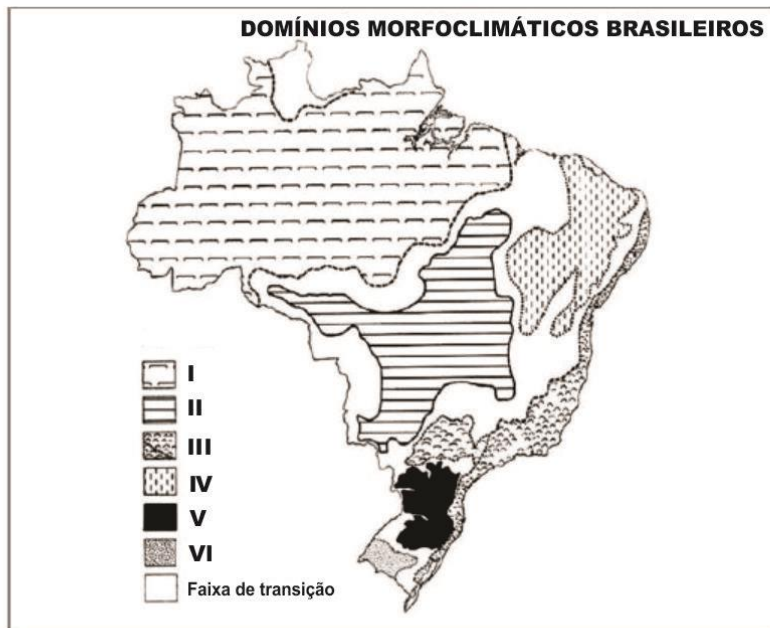 DOMÍNIOS MORFOCLIMÁTICOS BRASILEIROS
I
II
III
IV
V
VI
Faixa de transição